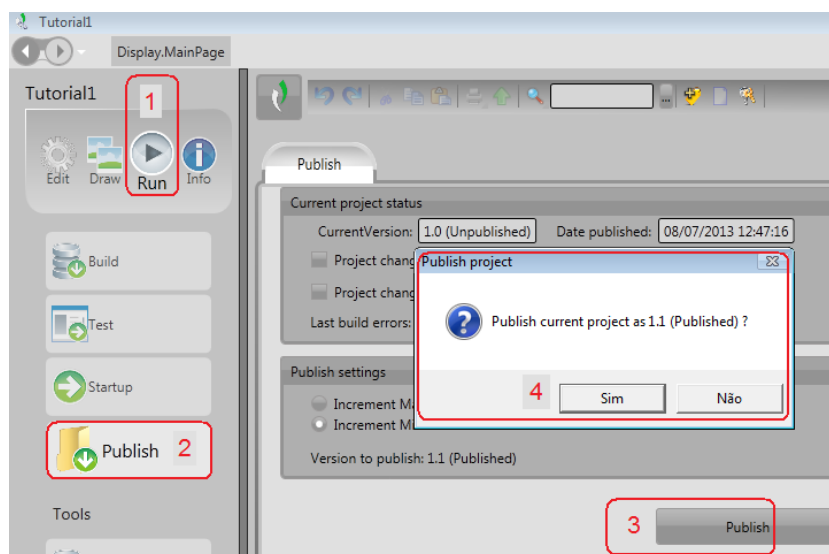 Tutorial1
Display.MainPage
Tutorial1
1
Edit Draw Run Info
Publish
Current project status
CurrentVersion: 1.0 (Unpublished) Date published: 08/07/2013 12:47:16
Project chang
Project chang
Last build errors:
Publish project
Publish current project as 1.1 (Published) ?
4 Sim Não
Build
Test
Startup
Publish 2
Publish settings
Increment M
Increment M
Version to publish: 1.1 (Published)
Tools
3 Publish